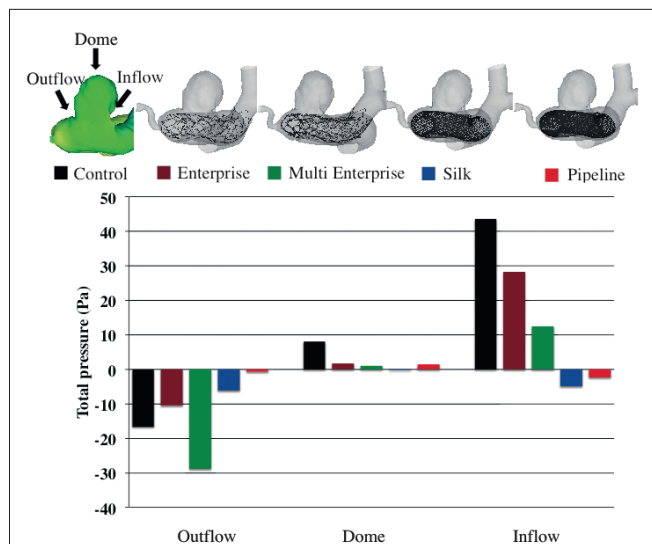 Dome
Outflow
Inflow
Control
Enterprise
Multi Enterprise
Silk
Pipeline
Total pressure (Pa)
50
40
30
20
10
0
-10
-20
-30
-40
Outflow
Dome
Inflow